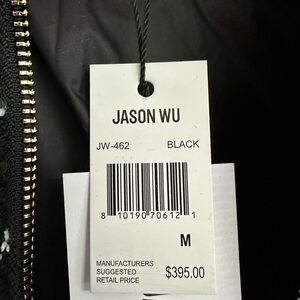 JASON WU
JW-462 BLACK
8 10190 70612 1
M
MANUFACTURERS
SUGGESTED
RETAIL PRICE $395.00